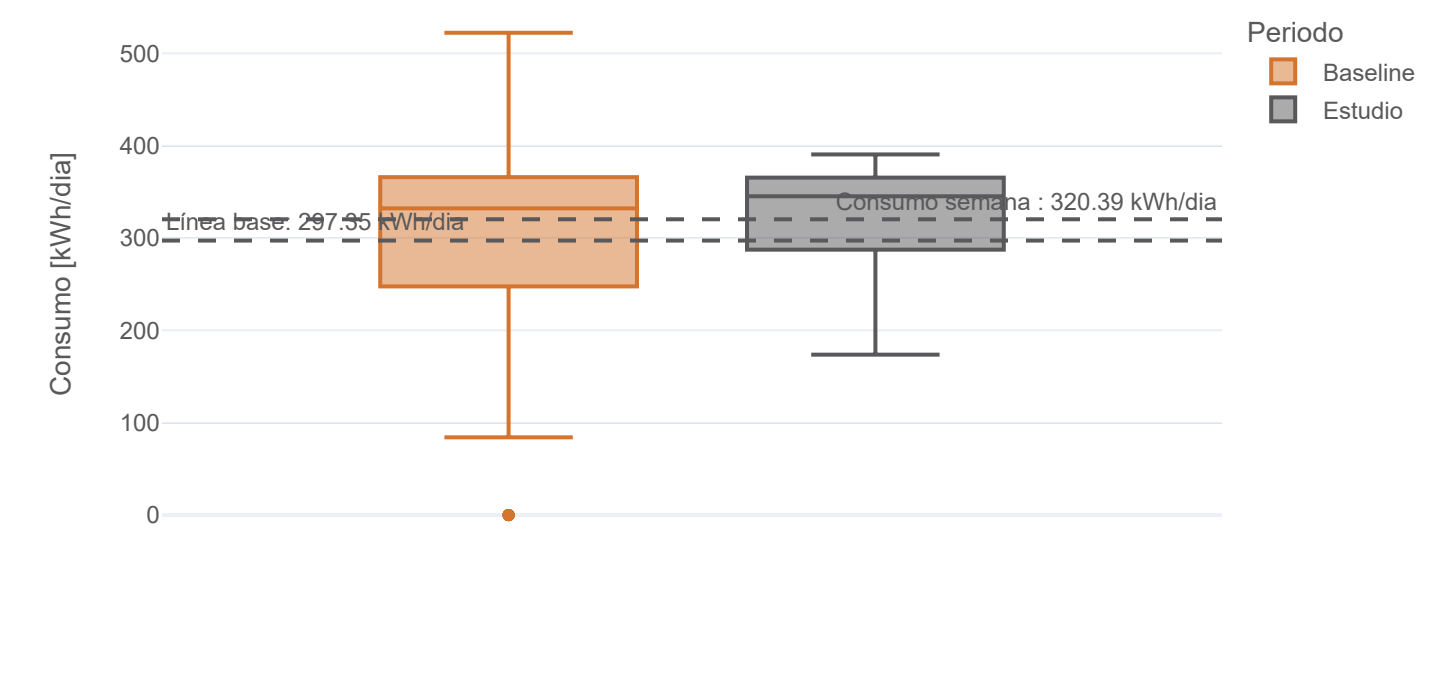 Consumo [kWh/dia]
500
400
300
200
100
0
Línea base: 297.35 kWh/dia
Consumo semana : 320.39 kWh/dia
Periodo
Baseline
Estudio